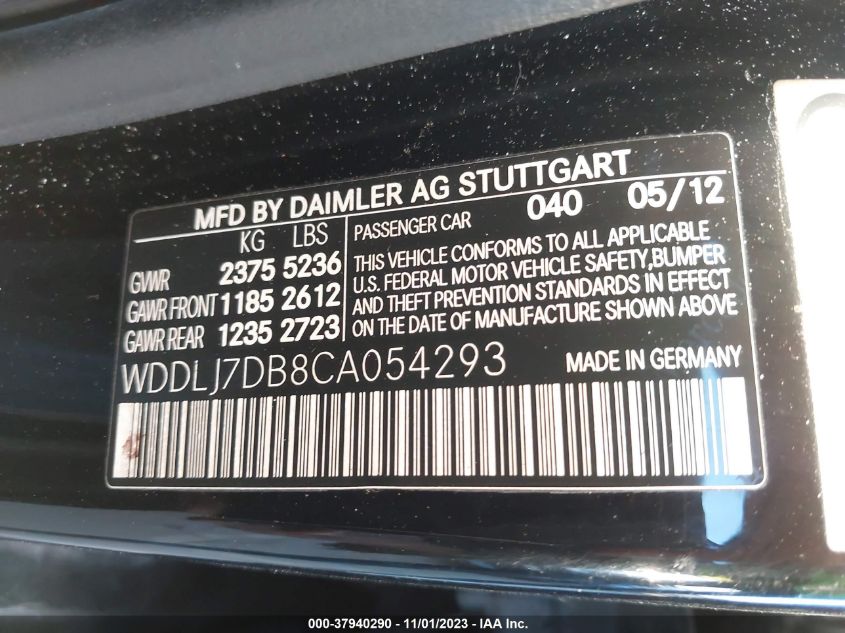 MFD BY DAIMLER AG STUTTGART
KG LBS
GVWR 2375 5236
GAWR FRONT 1185 2612
GAWR REAR 1235 2723
PASSENGER CAR 040 05/12
THIS VEHICLE CONFORMS TO ALL APPLICABLE
U.S. FEDERAL MOTOR VEHICLE SAFETY,BUMPER
AND THEFT PREVENTION STANDARDS IN EFFECT
ON THE DATE OF MANUFACTURE SHOWN ABOVE
WDDLJ7DB8CA054293 MADE IN GERMANY
000-37940290 - 11/01/2023 - IAA Inc.